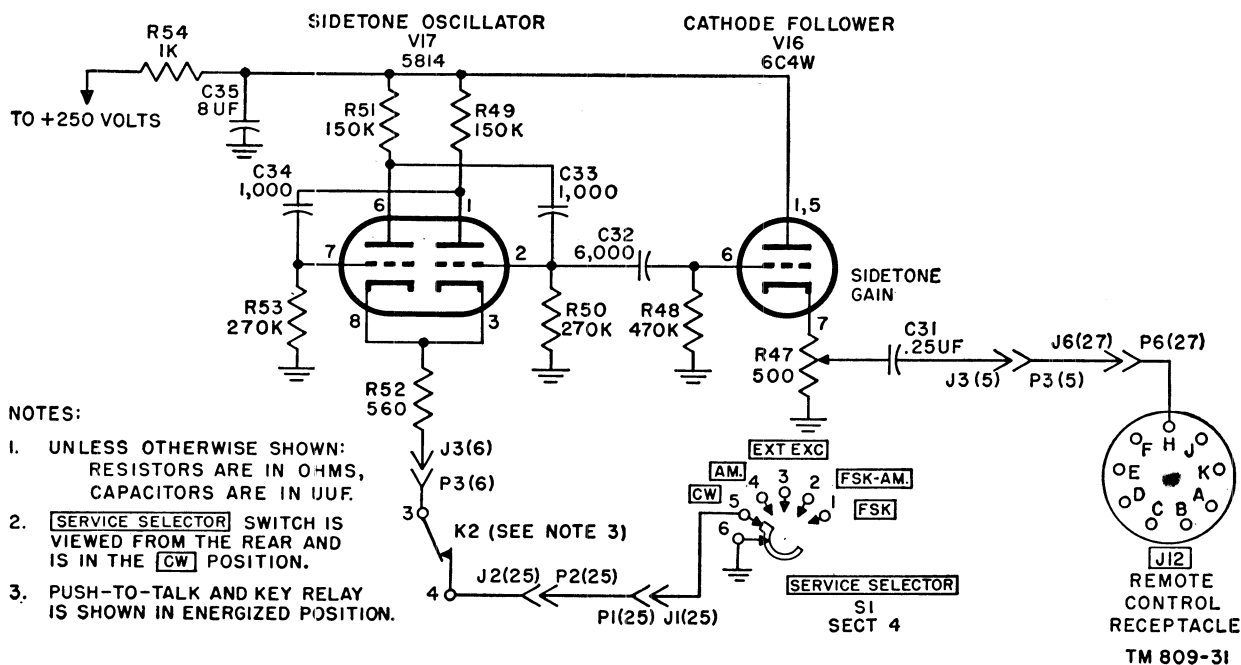 SIDETONE OSCILLATOR
V17
5814
CATHODE FOLLOWER
V16
6C4W
R54
1K
TO +250 VOLTS
C35
8UF
R51
150K
R49
150K
C34
1,000
C33
1,000
6
1
7
2
8
3
C32
6,000
1,5
6
7
SIDETONE
GAIN
R53
270K
R50
270K
R48
470K
R47
500
C31
.25UF
J3(5)
P3(5)
J6(27)
P6(27)
R52
560
J3(6)
P3(6)
3
K2 (SEE NOTE 3)
4
J2(25)
P2(25)
P1(25)
J1(25)
EXT EXC
AM.
CW
FSK-AM.
FSK
6
5
4
3
2
1
SERVICE SELECTOR
S1
SECT 4
F
H
J
E
K
D
A
C
B
J12
REMOTE
CONTROL
RECEPTACLE
NOTES:
1. UNLESS OTHERWISE SHOWN:
RESISTORS ARE IN OHMS,
CAPACITORS ARE IN UUF.
2. SERVICE SELECTOR SWITCH IS
VIEWED FROM THE REAR AND
IS IN THE CW POSITION.
3. PUSH-TO-TALK AND KEY RELAY
IS SHOWN IN ENERGIZED POSITION.
TM 809-31